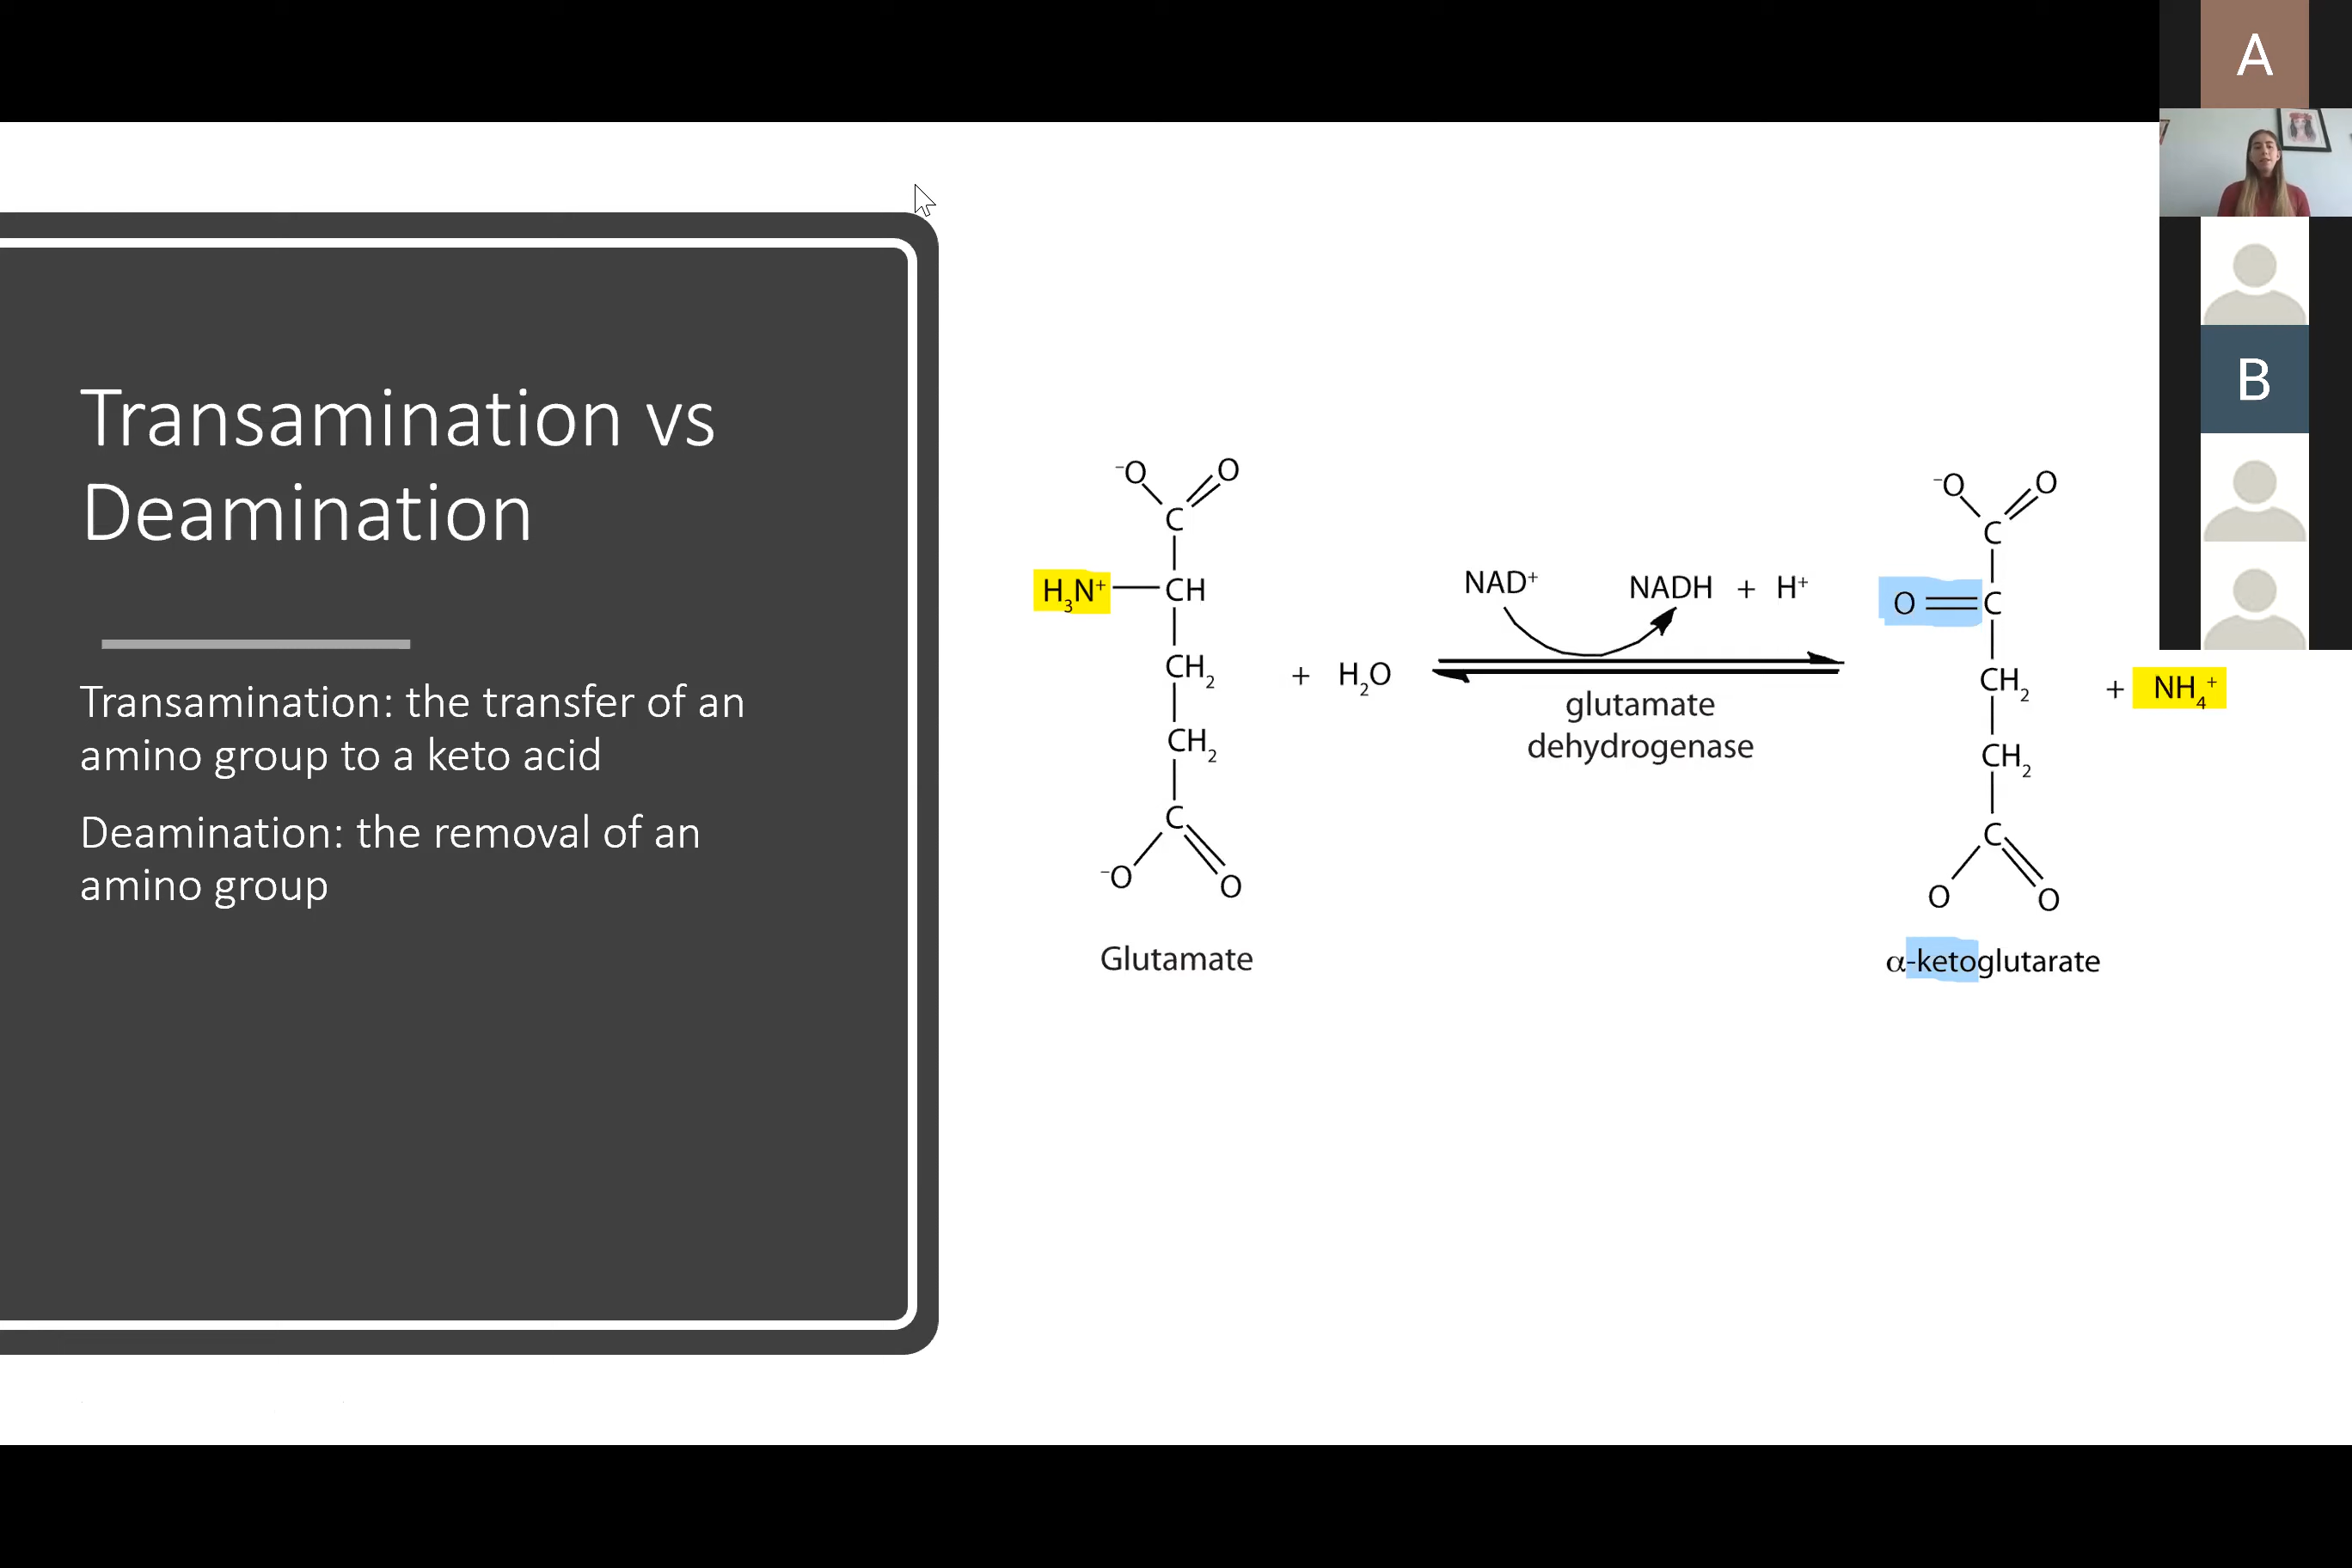 A
B
Transamination vs
Deamination
Transamination: the transfer of an
amino group to a keto acid
Deamination: the removal of an
amino group
⁻O O
C
H₃N⁺ CH
CH₂
CH₂
C
⁻O O
Glutamate
+ H₂O
NAD⁺ NADH + H⁺
glutamate
dehydrogenase
⁻O O
C
O C
CH₂
CH₂
C
O O
α-ketoglutarate
+ NH₄⁺